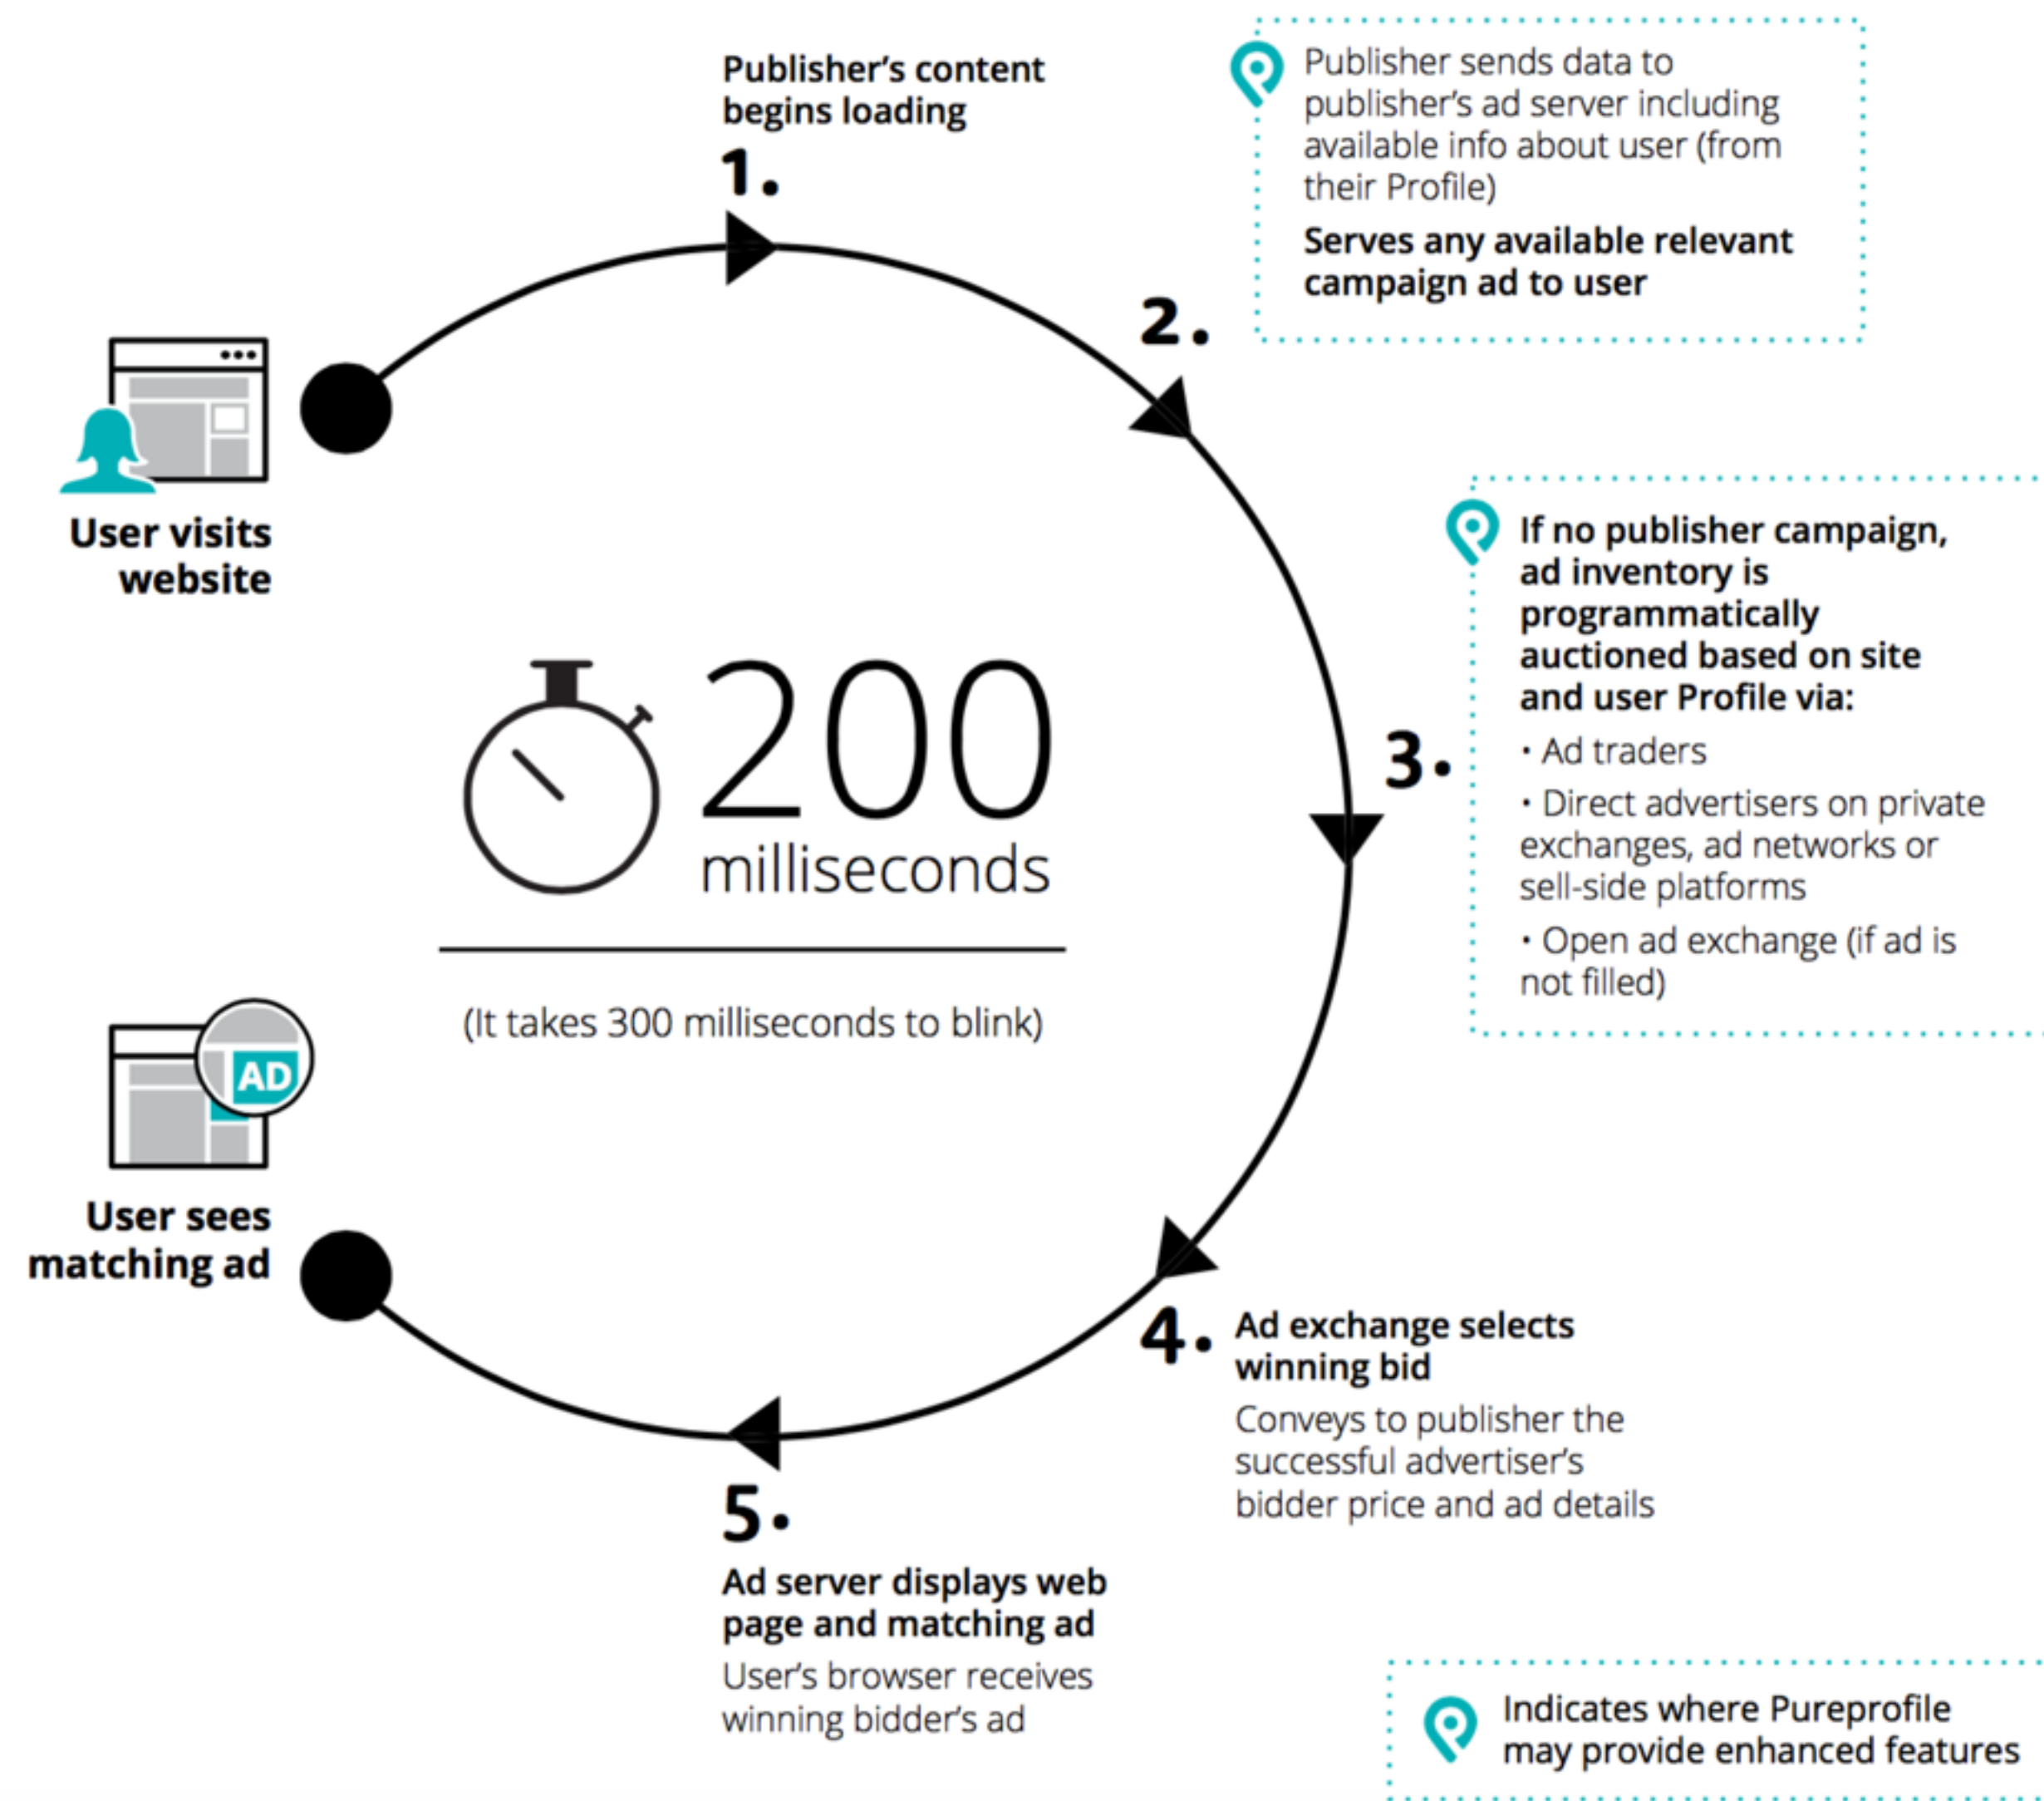 Publisher's content
begins loading
1.
Publisher sends data to
publisher's ad server including
available info about user (from
their Profile)
Serves any available relevant
campaign ad to user
2.
User visits
website
If no publisher campaign,
ad inventory is
programmatically
auctioned based on site
and user Profile via:
• Ad traders
• Direct advertisers on private
exchanges, ad networks or
sell-side platforms
• Open ad exchange (if ad is
not filled)
3.
200
milliseconds
(It takes 300 milliseconds to blink)
AD
User sees
matching ad
4.
Ad exchange selects
winning bid
Conveys to publisher the
successful advertiser's
bidder price and ad details
5.
Ad server displays web
page and matching ad
User's browser receives
winning bidder's ad
Indicates where Pureprofile
may provide enhanced features